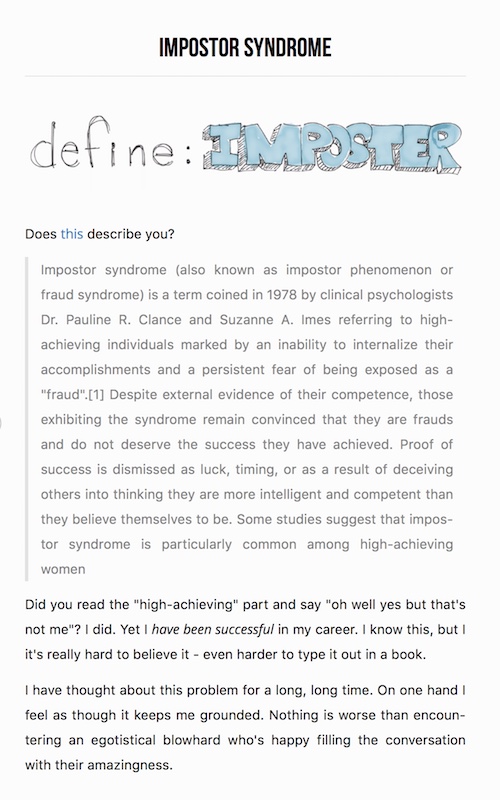 IMPOSTOR SYNDROME
define: IMPOSTER
Does this describe you?
Impostor syndrome (also known as impostor phenomenon or
fraud syndrome) is a term coined in 1978 by clinical psychologists
Dr. Pauline R. Clance and Suzanne A. Imes referring to high-
achieving individuals marked by an inability to internalize their
accomplishments and a persistent fear of being exposed as a
"fraud".[1] Despite external evidence of their competence, those
exhibiting the syndrome remain convinced that they are frauds
and do not deserve the success they have achieved. Proof of
success is dismissed as luck, timing, or as a result of deceiving
others into thinking they are more intelligent and competent than
they believe themselves to be. Some studies suggest that impos-
tor syndrome is particularly common among high-achieving
women
Did you read the "high-achieving" part and say "oh well yes but that's
not me"? I did. Yet I have been successful in my career. I know this, but I
it's really hard to believe it - even harder to type it out in a book.
I have thought about this problem for a long, long time. On one hand I
feel as though it keeps me grounded. Nothing is worse than encoun-
tering an egotistical blowhard who's happy filling the conversation
with their amazingness.